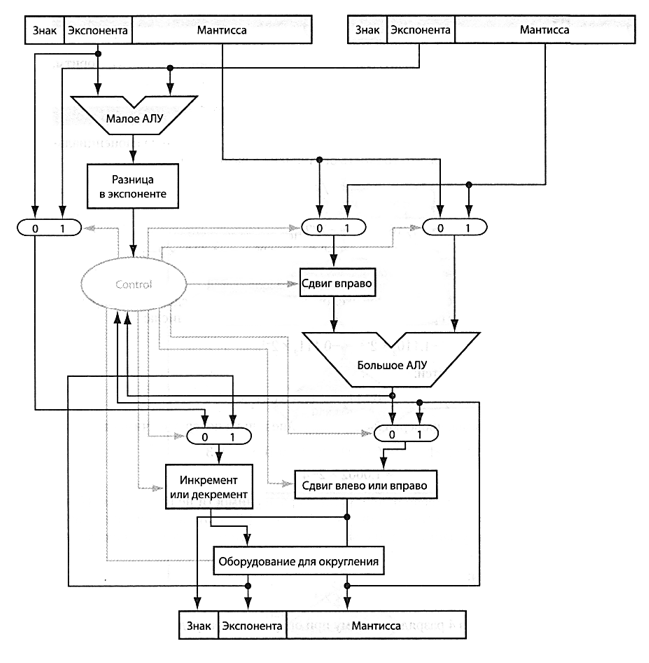 Знак Экспонента Мантисса Знак Экспонента Мантисса
Малое АЛУ
Разница
в экспоненте
0 1 0 1 0 1
Control
Сдвиг вправо
Большое АЛУ
0 1 0 1
Инкремент
или декремент
Сдвиг влево или вправо
Оборудование для округления
Знак Экспонента Мантисса